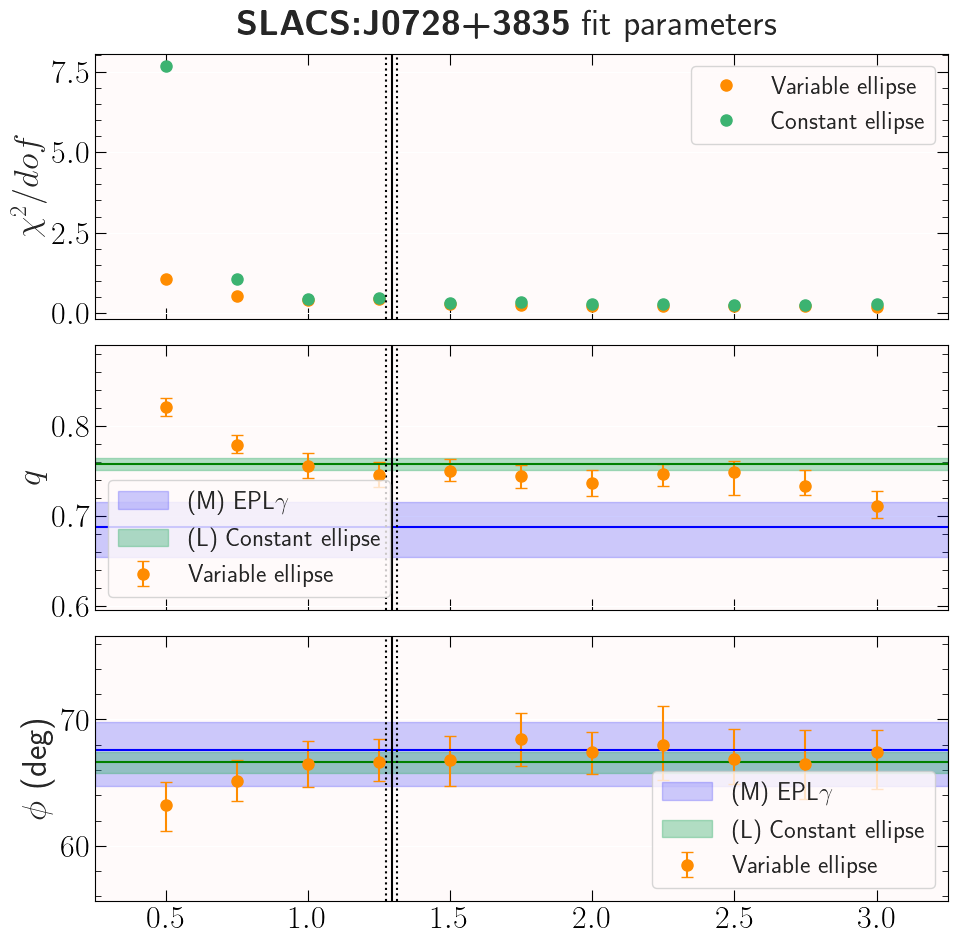 SLACS:J0728+3835 fit parameters
7.5
5.0
2.5
0.0
χ²/dof
Variable ellipse
Constant ellipse
0.8
0.7
0.6
q
(M) EPLγ
(L) Constant ellipse
Variable ellipse
70
60
ϕ (deg)
(M) EPLγ
(L) Constant ellipse
Variable ellipse
0.5 1.0 1.5 2.0 2.5 3.0